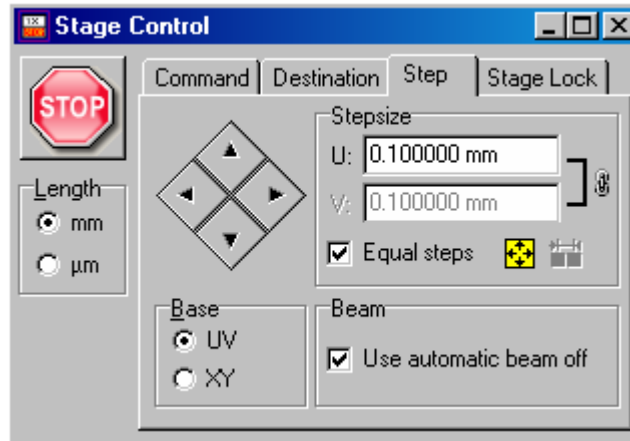 Stage Control
STOP
Command
Destination
Step
Stage Lock
Length
mm
µm
Stepsize
U: 0.100000 mm
V: 0.100000 mm
Equal steps
Base
UV
XY
Beam
Use automatic beam off